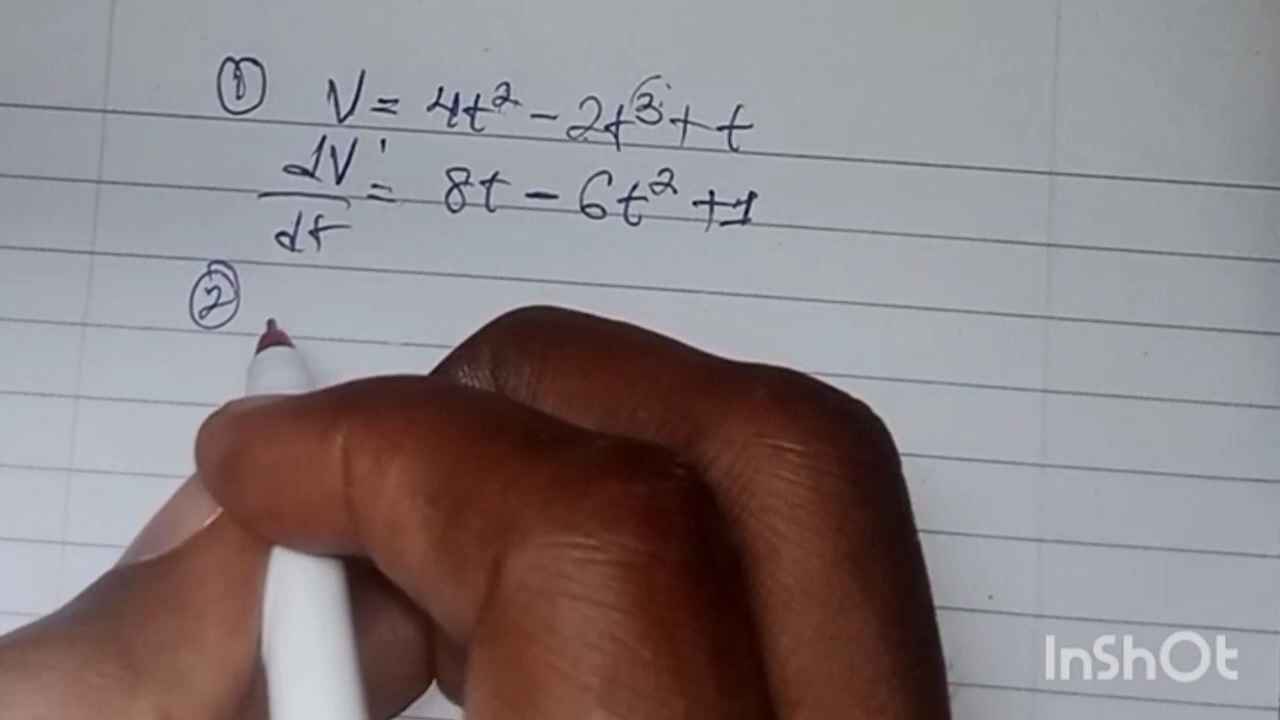 ① V = 4t² - 2t³ + t
dV/dt = 8t - 6t² + 1
②
InShOt